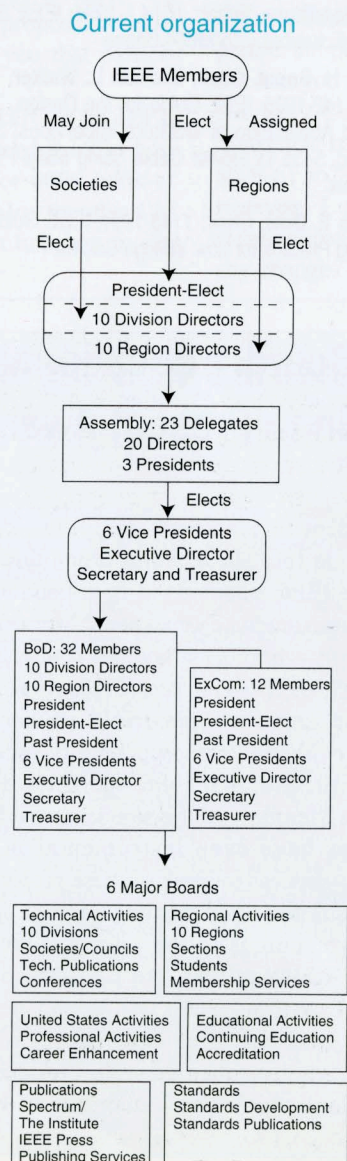 Current organization
IEEE Members
May Join
Elect
Assigned
Societies
Regions
Elect
Elect
President-Elect
10 Division Directors
10 Region Directors
Assembly: 23 Delegates
20 Directors
3 Presidents
Elects
6 Vice Presidents
Executive Director
Secretary and Treasurer
BoD: 32 Members
10 Division Directors
10 Region Directors
President
President-Elect
Past President
6 Vice Presidents
Executive Director
Secretary
Treasurer
ExCom: 12 Members
President
President-Elect
Past President
6 Vice Presidents
Executive Director
Secretary
Treasurer
6 Major Boards
Technical Activities
10 Divisions
Societies/Councils
Tech. Publications
Conferences
Regional Activities
10 Regions
Sections
Students
Membership Services
United States Activities
Professional Activities
Career Enhancement
Educational Activities
Continuing Education
Accreditation
Publications
Spectrum/
The Institute
IEEE Press
Publishing Services
Standards
Standards Development
Standards Publications